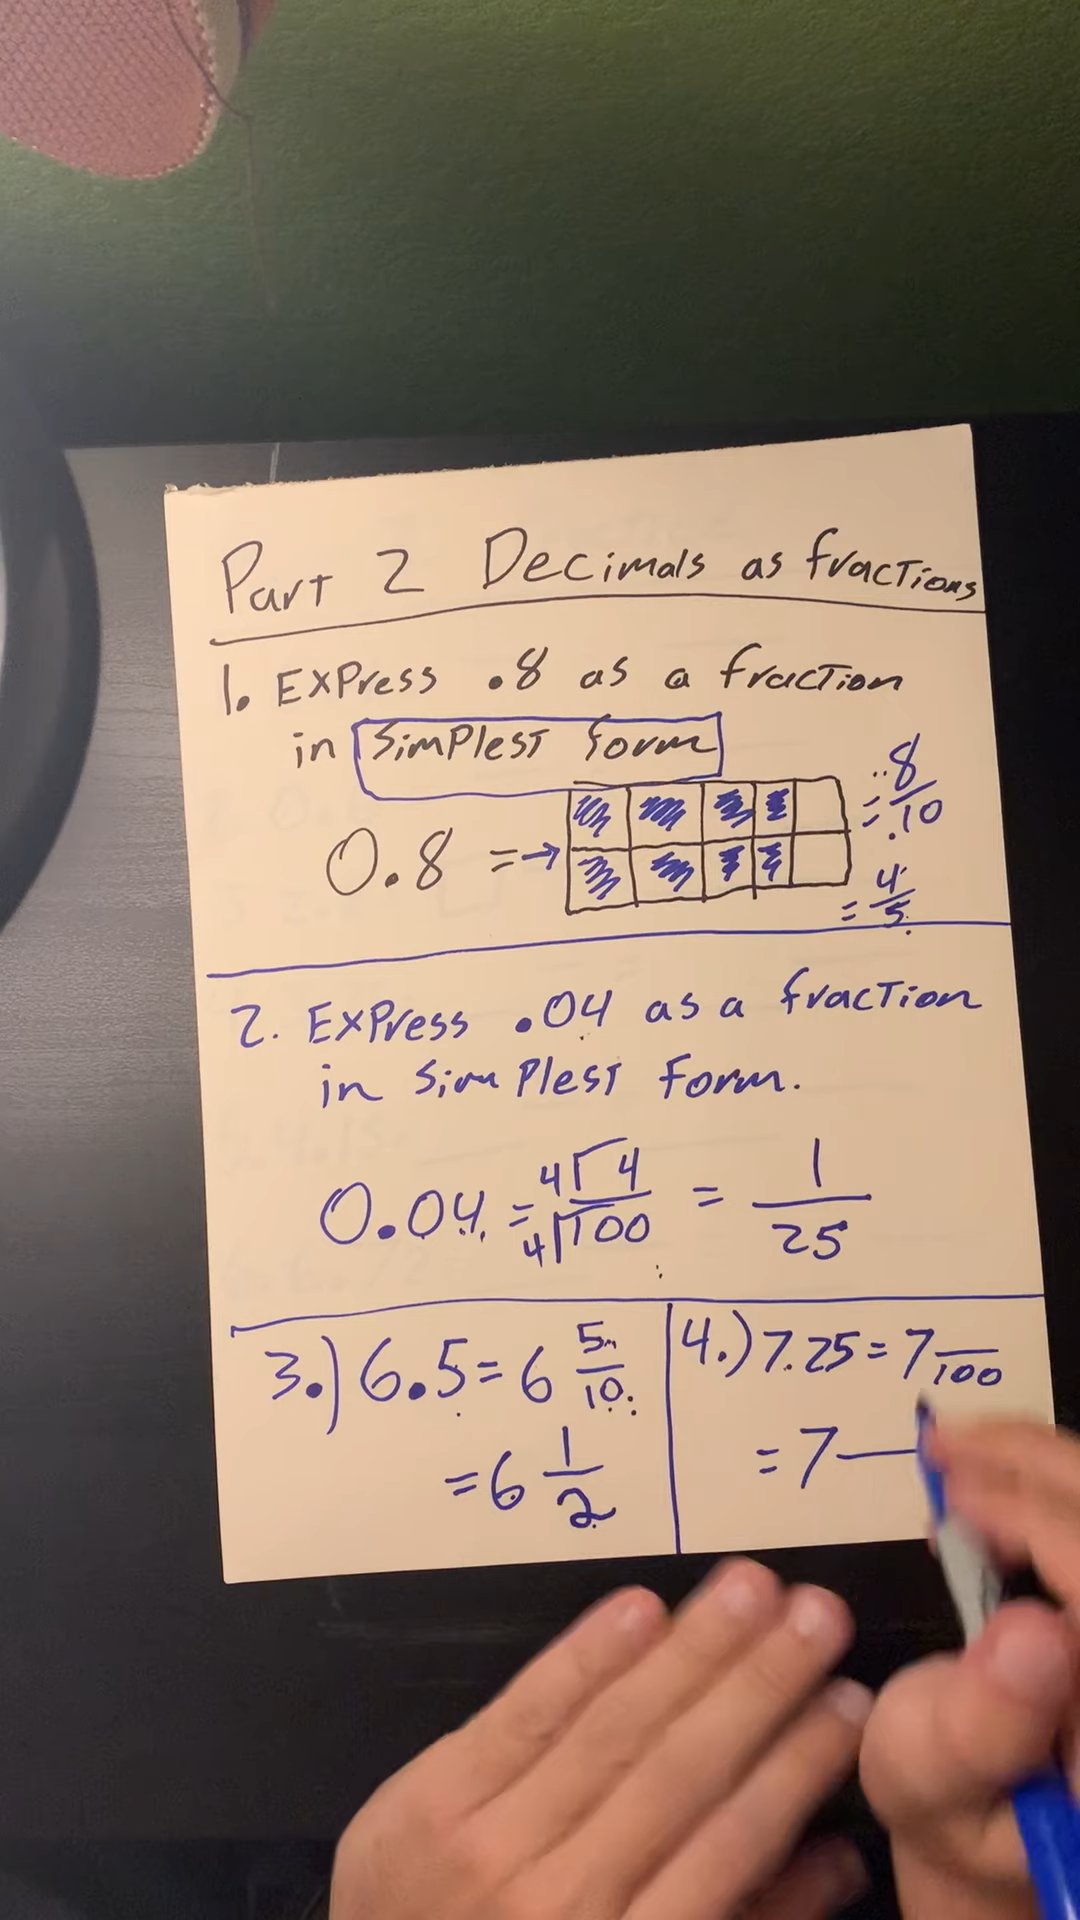 Part 2 Decimals as fractions
1. Express .8 as a fraction
in simplest form
0.8 = → = 8/10
= 4/5
2. Express .04 as a fraction
in simplest form.
0.04 = 4√4/4√100 = 1/25
3.) 6.5 = 6 5/10
= 6 1/2
4.) 7.25 = 7 /100
= 7